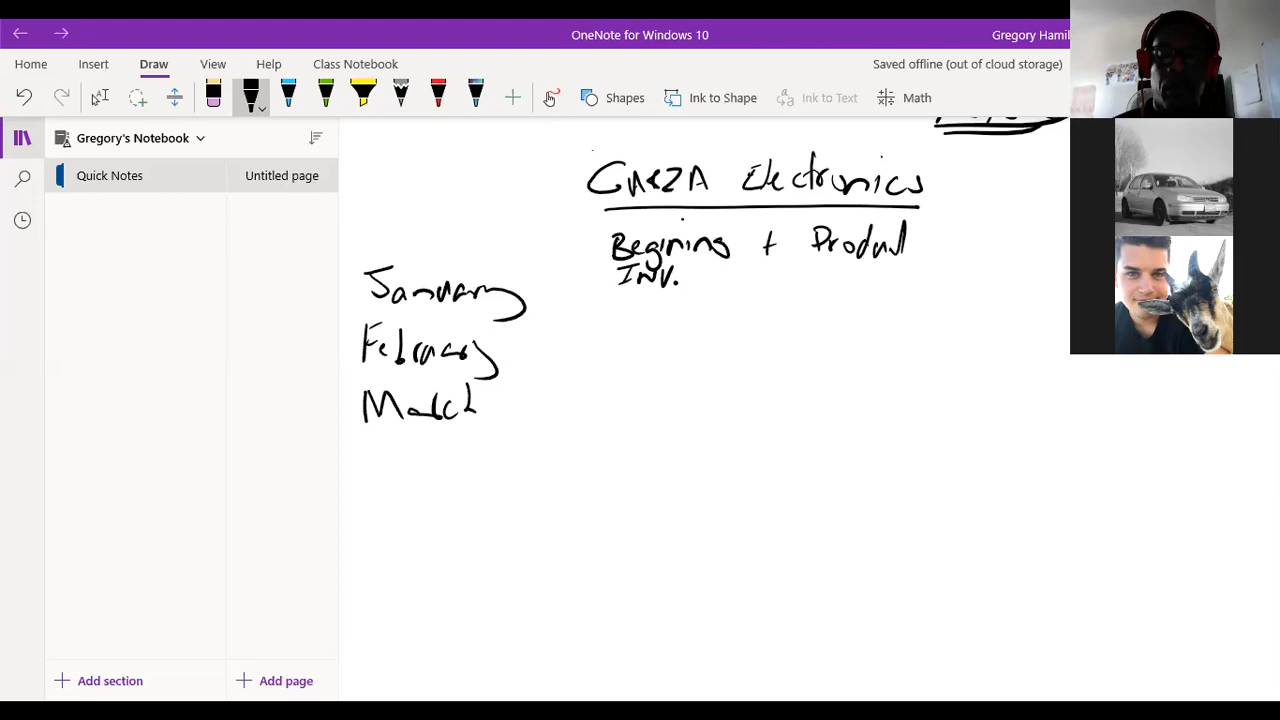 OneNote for Windows 10
Gregory Hamil
Home Insert Draw View Help Class Notebook
Saved offline (out of cloud storage)
Shapes Ink to Shape Ink to Text Math
Gregory's Notebook
Quick Notes
Untitled page
Electronics
Begining + Product
INV.
January
February
March
Add section
Add page